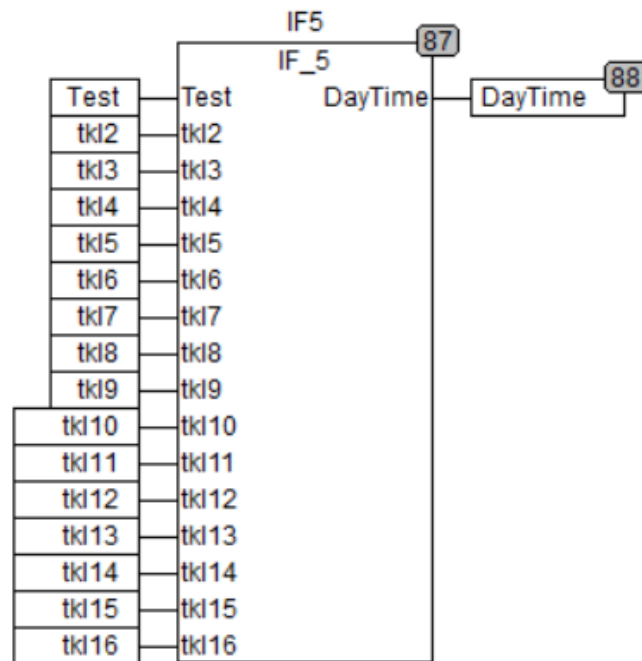 IF5
87
IF_5
88
Test Test DayTime DayTime
tkl2 tkl2
tkl3 tkl3
tkl4 tkl4
tkl5 tkl5
tkl6 tkl6
tkl7 tkl7
tkl8 tkl8
tkl9 tkl9
tkl10 tkl10
tkl11 tkl11
tkl12 tkl12
tkl13 tkl13
tkl14 tkl14
tkl15 tkl15
tkl16 tkl16